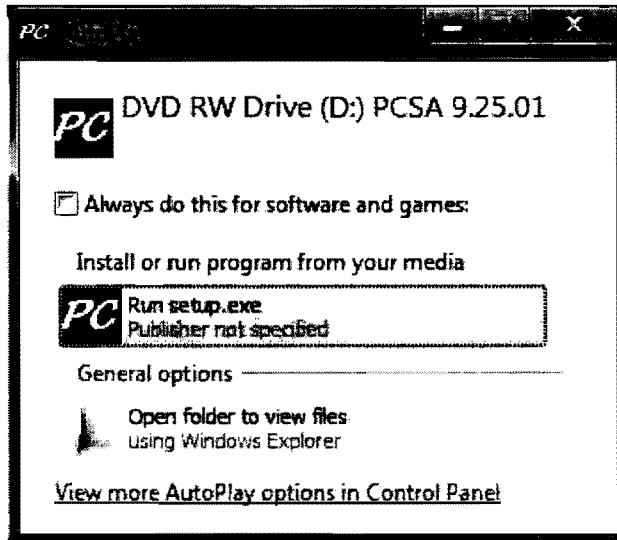 PC
PC
DVD RW Drive (D:) PCSA 9.25.01
Always do this for software and games:
Install or run program from your media
PC
Run setup.exe
Publisher not specified
General options
Open folder to view files
using Windows Explorer
View more AutoPlay options in Control Panel